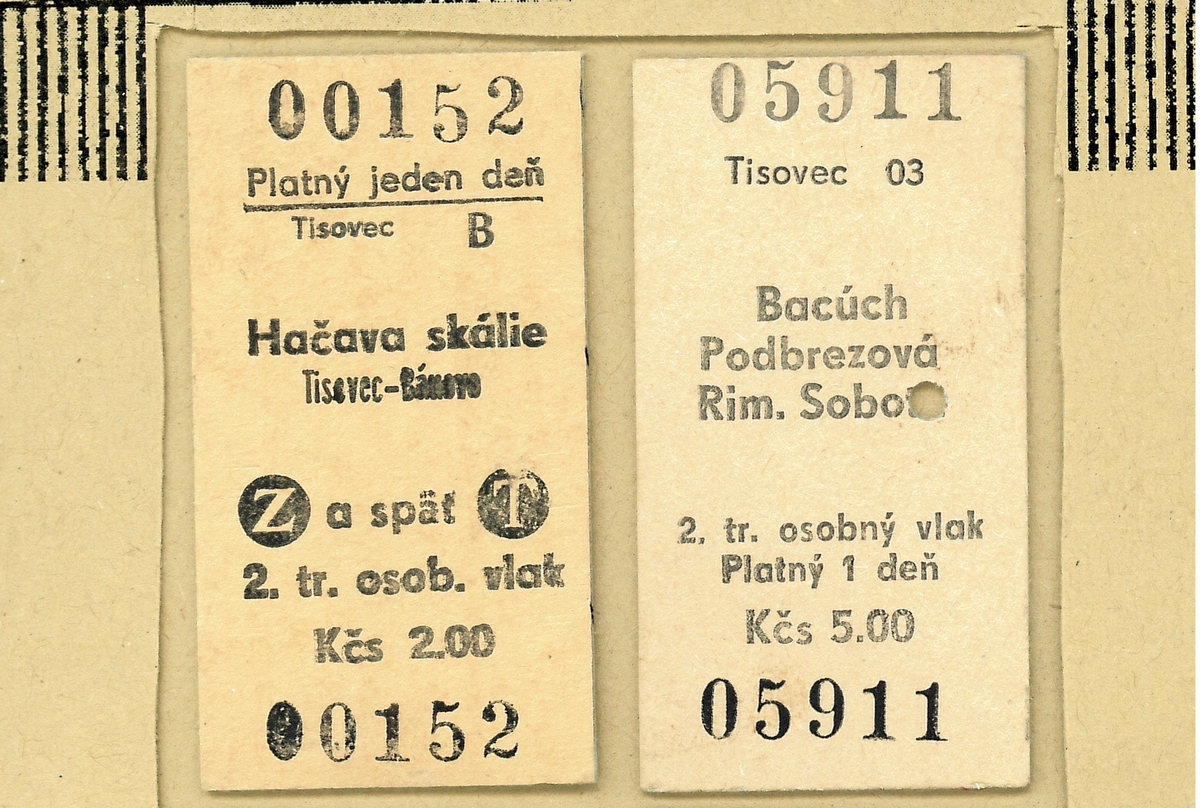 00152
Platný jeden deň
Tisovec B
Hačava skálie
Tisovec-Bánovo
Z a späť T
2. tr. osob. vlak
Kčs 2.00
00152
05911
Tisovec 03
Bacúch
Podbrezová
Rim. Sobot
2. tr. osobný vlak
Platný 1 deň
Kčs 5.00
05911